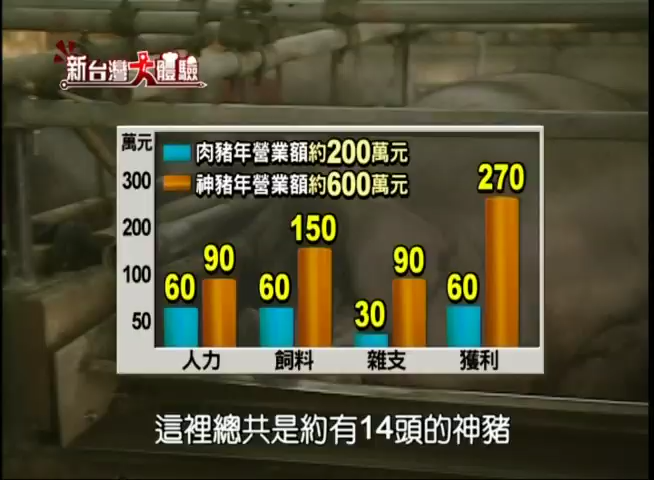 新台灣大體驗
萬元
肉豬年營業額約200萬元
神豬年營業額約600萬元
300
200
100
50
60
90
60
150
30
90
60
270
人力
飼料
雜支
獲利
這裡總共是約有14頭的神豬